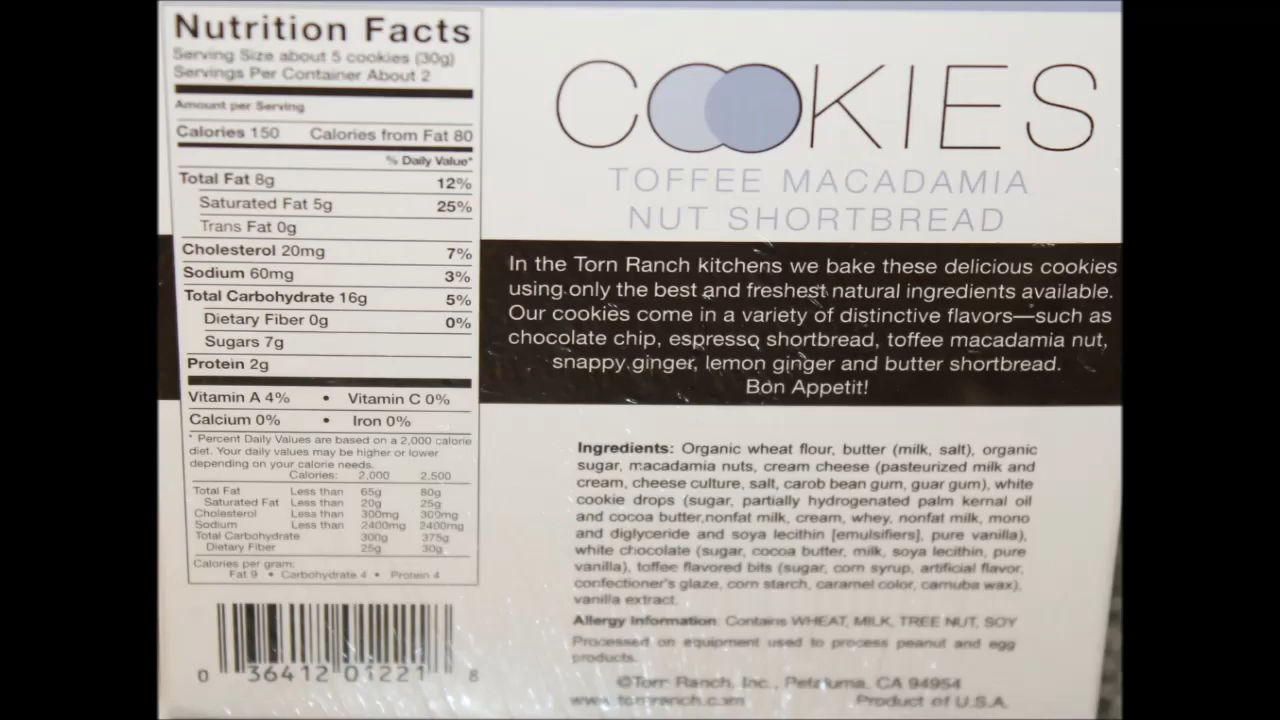 Nutrition Facts
Serving Size about 5 cookies (30g)
Servings Per Container About 2
Amount per Serving
Calories 150 Calories from Fat 80
% Daily Value*
Total Fat 8g 12%
Saturated Fat 5g 25%
Trans Fat 0g
Cholesterol 20mg 7%
Sodium 60mg 3%
Total Carbohydrate 16g 5%
Dietary Fiber 0g 0%
Sugars 7g
Protein 2g
Vitamin A 4% • Vitamin C 0%
Calcium 0% • Iron 0%
* Percent Daily Values are based on a 2,000 calorie
diet. Your daily values may be higher or lower
depending on your calorie needs.
Calories: 2,000 2,500
Total Fat Less than 65g 80g
Saturated Fat Less than 20g 25g
Cholesterol Less than 300mg 300mg
Sodium Less than 2400mg 2400mg
Total Carbohydrate 300g 375g
Dietary Fiber 25g 30g
Calories per gram:
Fat 9 • Carbohydrate 4 • Protein 4
0 36412 01221 8
COOKIES
TOFFEE MACADAMIA
NUT SHORTBREAD
In the Torn Ranch kitchens we bake these delicious cookies
using only the best and freshest natural ingredients available.
Our cookies come in a variety of distinctive flavors—such as
chocolate chip, espresso shortbread, toffee macadamia nut,
snappy ginger, lemon ginger and butter shortbread.
Bon Appetit!
Ingredients: Organic wheat flour, butter (milk, salt), organic
sugar, macadamia nuts, cream cheese (pasteurized milk and
cream, cheese culture, salt, carob bean gum, guar gum), white
cookie drops (sugar, partially hydrogenated palm kernal oil
and cocoa butter,nonfat milk, cream, whey, nonfat milk, mono
and diglyceride and soya lecithin [emulsifiers], pure vanilla),
white chocolate (sugar, cocoa butter, milk, soya lecithin, pure
vanilla), toffee flavored bits (sugar, corn syrup, artificial flavor,
confectioner's glaze, corn starch, caramel color, carnuba wax),
vanilla extract.
Allergy Information: Contains WHEAT, MILK, TREE NUT, SOY
Processed on equipment used to process peanut and egg
products.
©Torn Ranch, Inc., Petaluma, CA 94954
www.tornranch.com Product of U.S.A.